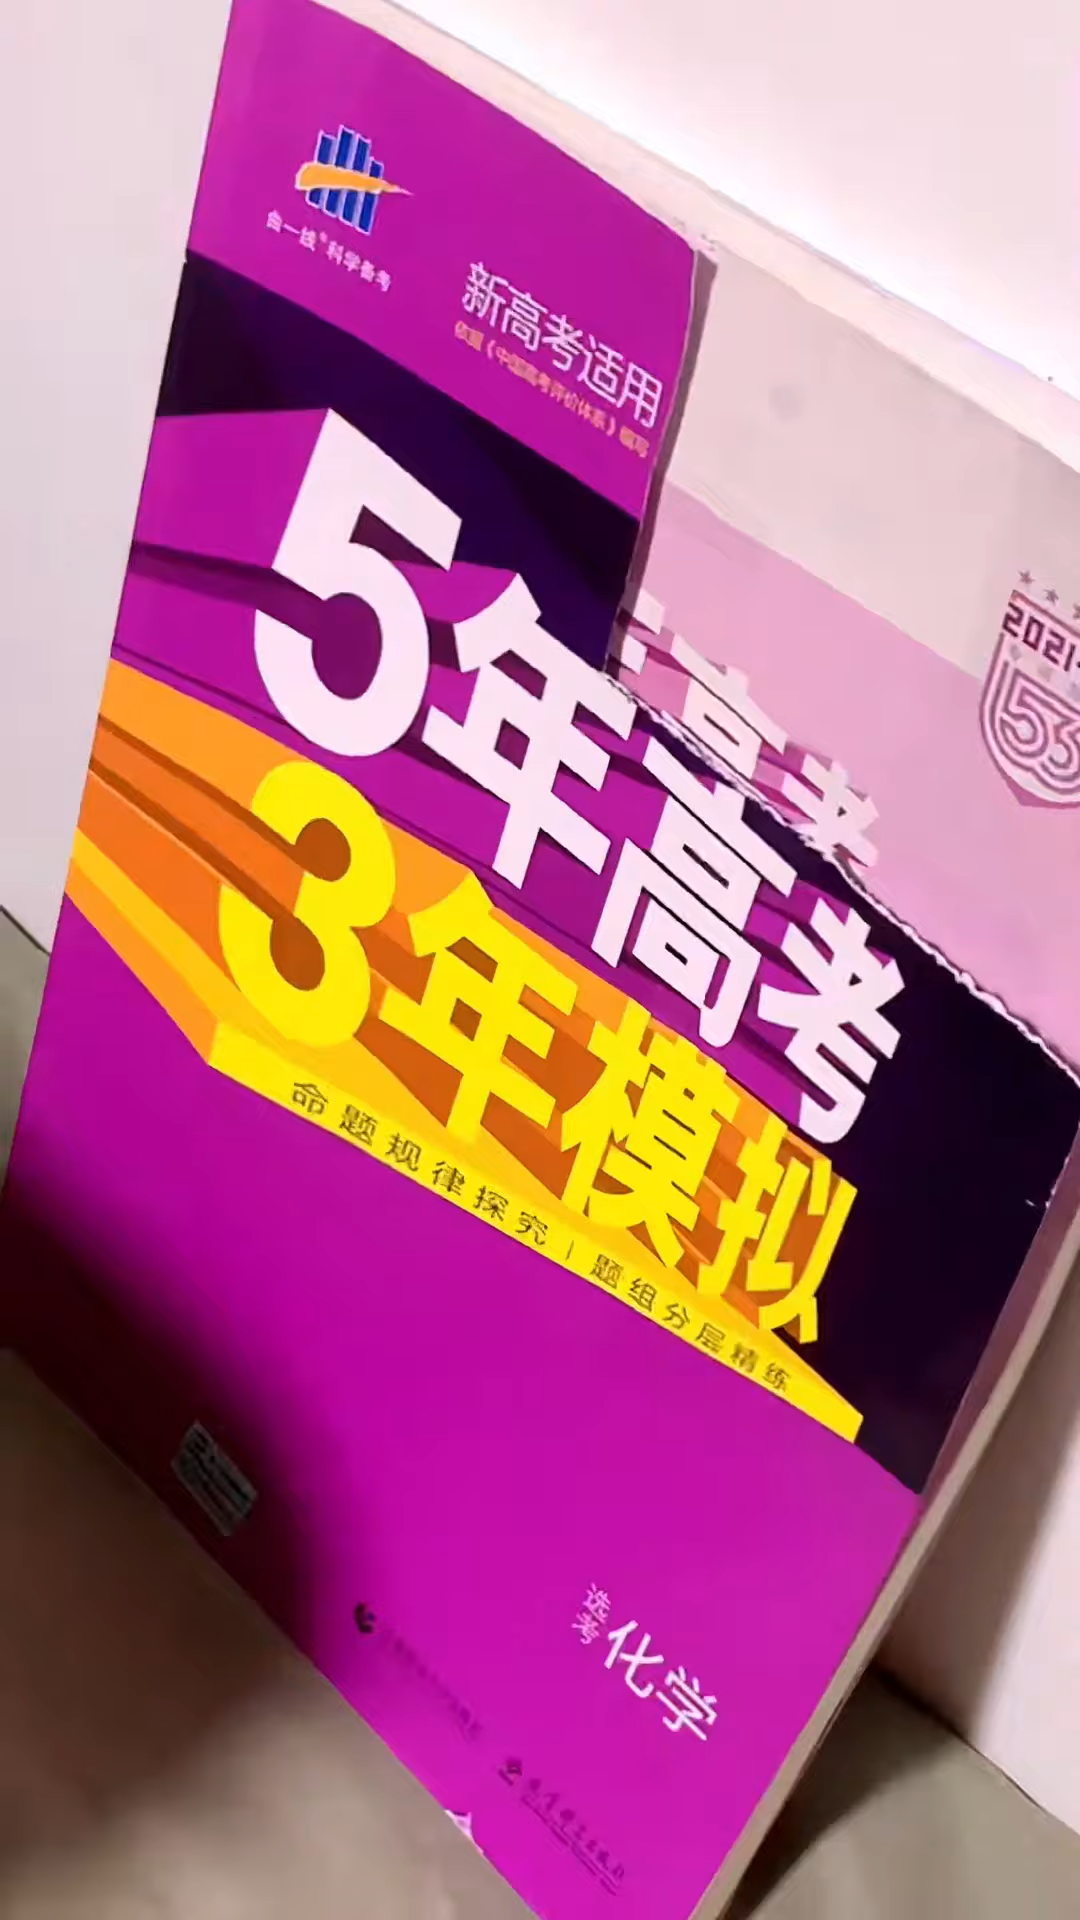 曲一线®科学备考
新高考适用
依据《中国高考评价体系》编写
2021
53
5年高考
高考
3年模拟
命题规律探究 | 题组分层精练
选考
化学